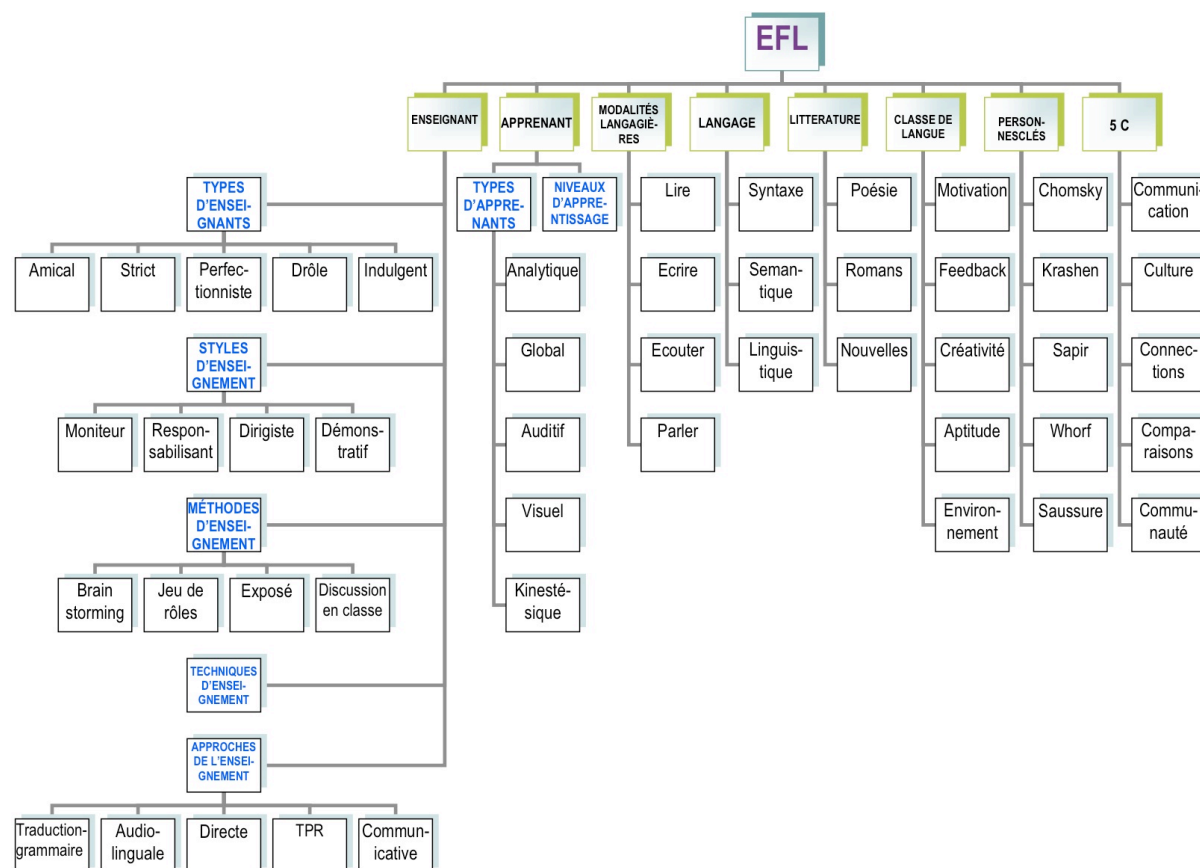 EFL
ENSEIGNANT
APPRENANT
MODALITÉS
LANGAGIÈ-
RES
LANGAGE
LITTERATURE
CLASSE DE
LANGUE
PERSON-
NESCLÉS
5 C
TYPES
D'ENSEI-
GNANTS
Amical
Strict
Perfec-
tionniste
Drôle
Indulgent
STYLES
D'ENSEI-
GNEMENT
Moniteur
Respon-
sabilisant
Dirigiste
Démons-
tratif
MÉTHODES
D'ENSEI-
GNEMENT
Brain
storming
Jeu de
rôles
Exposé
Discussion
en classe
TECHNIQUES
D'ENSEI-
GNEMENT
APPROCHES
DE L'ENSEI-
GNEMENT
Traduction-
grammaire
Audio-
linguale
Directe
TPR
Commun-
icative
TYPES
D'APPRE-
NANTS
Analytique
Global
Auditif
Visuel
Kinesté-
sique
NIVEAUX
D'APPRE-
NTISSAGE
Lire
Ecrire
Ecouter
Parler
Syntaxe
Seman-
tique
Linguis-
tique
Poésie
Romans
Nouvelles
Motivation
Feedback
Créativité
Aptitude
Environ-
nement
Chomsky
Krashen
Sapir
Whorf
Saussure
Communi-
cation
Culture
Connec-
tions
Compa-
raisons
Commu-
nauté